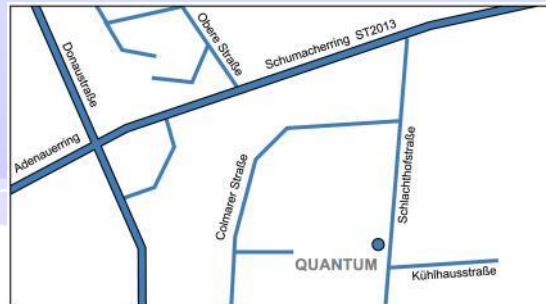 Donaustraße
Obere Straße
Schumacherring ST2013
Adenauerring
Colmarer Straße
Schlachthofstraße
QUANTUM
Kühlhausstraße